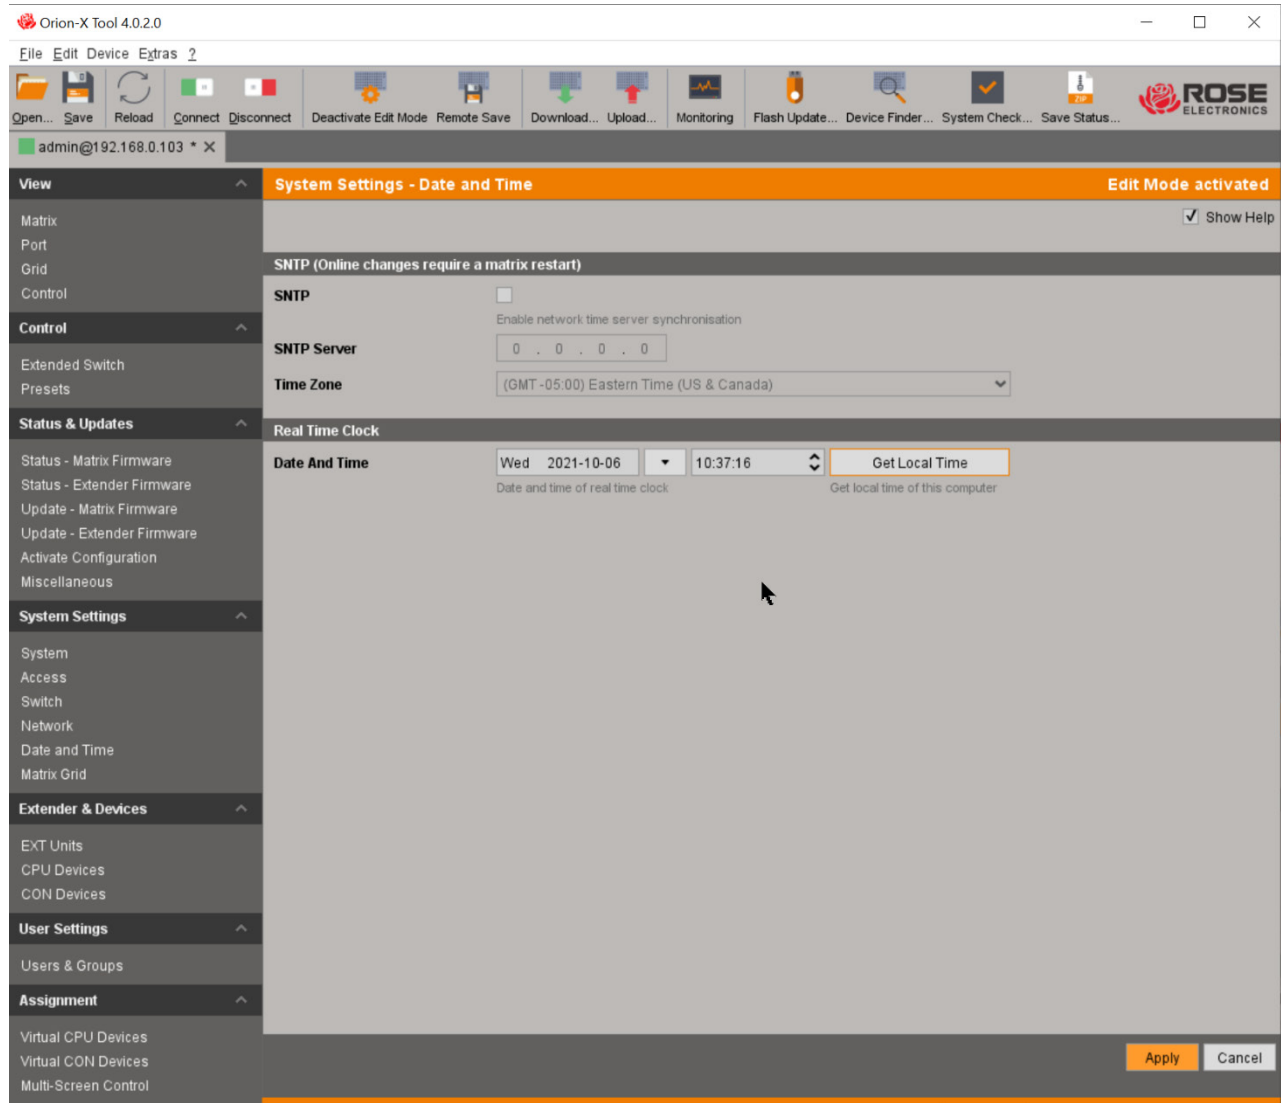 Orion-X Tool 4.0.2.0
File Edit Device Extras ?
Open... Save Reload Connect Disconnect Deactivate Edit Mode Remote Save Download... Upload... Monitoring Flash Update... Device Finder... System Check... Save Status...
ZIP
ROSE
ELECTRONICS
admin@192.168.0.103 *
View
Matrix
Port
Grid
Control
Control
Extended Switch
Presets
Status & Updates
Status - Matrix Firmware
Status - Extender Firmware
Update - Matrix Firmware
Update - Extender Firmware
Activate Configuration
Miscellaneous
System Settings
System
Access
Switch
Network
Date and Time
Matrix Grid
Extender & Devices
EXT Units
CPU Devices
CON Devices
User Settings
Users & Groups
Assignment
Virtual CPU Devices
Virtual CON Devices
Multi-Screen Control
System Settings - Date and Time Edit Mode activated
Show Help
SNTP (Online changes require a matrix restart)
SNTP
Enable network time server synchronisation
SNTP Server 0 . 0 . 0 . 0
Time Zone (GMT -05:00) Eastern Time (US & Canada)
Real Time Clock
Date And Time Wed 2021-10-06 10:37:16 Get Local Time
Date and time of real time clock Get local time of this computer
Apply Cancel